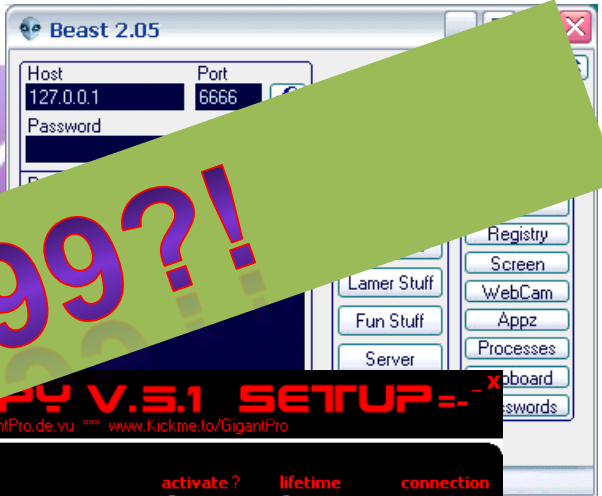 Beast 2.05
Host Port
127.0.0.1 6666
Password
99?!
Registry
Lamer Stuff
Screen
WebCam
Fun Stuff
Appz
Server
Processes
PY V.5.1 SETUP=-
x
ntPro.de.vu *** www.Kickme.to/GigantPro
activate? lifetime connection